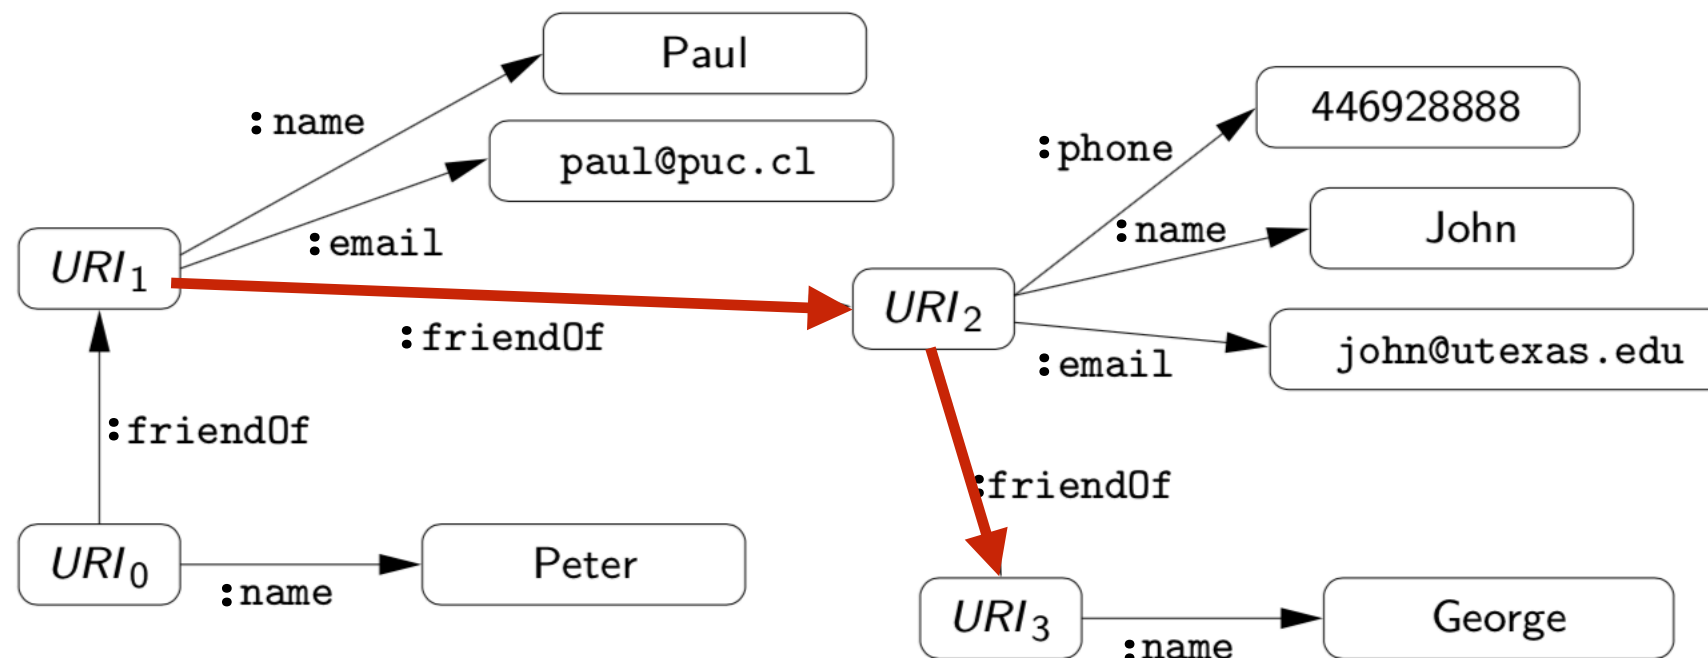 Paul
:name
paul@puc.cl
:email
URI1
:friendOf
446928888
:phone
:name
John
URI2
:email
john@utexas.edu
:friendOf
:friendOf
URI0
:name
Peter
URI3
:name
George